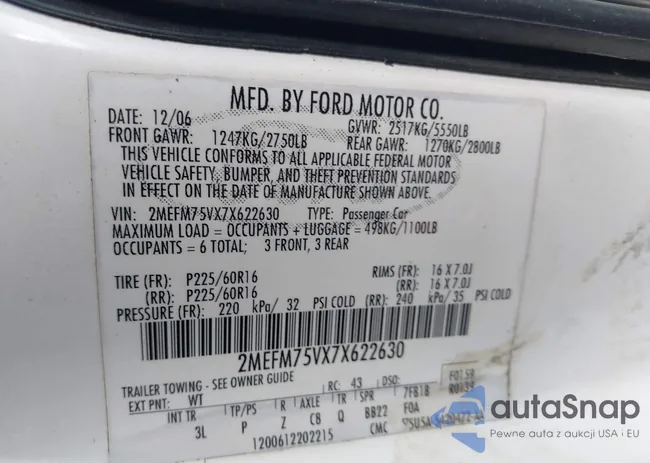 MFD. BY FORD MOTOR CO.
DATE: 12/06 GVWR: 2517KG/5550LB
FRONT GAWR: 1247KG/2750LB REAR GAWR: 1270KG/2800LB
THIS VEHICLE CONFORMS TO ALL APPLICABLE FEDERAL MOTOR
VEHICLE SAFETY, BUMPER, AND THEFT PREVENTION STANDARDS
IN EFFECT ON THE DATE OF MANUFACTURE SHOWN ABOVE.
VIN: 2MEFM75VX7X622630 TYPE: Passenger Car
MAXIMUM LOAD = OCCUPANTS + LUGGAGE = 498KG/1100LB
OCCUPANTS = 6 TOTAL; 3 FRONT, 3 REAR
TIRE (FR): P225/60R16 RIMS (FR): 16 X 7.0J
(RR): P225/60R16 (RR): 16 X 7.0J
PRESSURE (FR): 220 kPa/ 32 PSI COLD (RR): 240 kPa/ 35 PSI COLD
2MEFM75VX7X622630
TRAILER TOWING - SEE OWNER GUIDE RC: 43 DSO: F0158
EXT PNT: WT 7FB1B
INT TR TP/PS R AXLE TR SPR F0A
3L P Z C8 Q BB22
1200612202215 CMC
autoSnap
Pewne auta z aukcji USA i EU